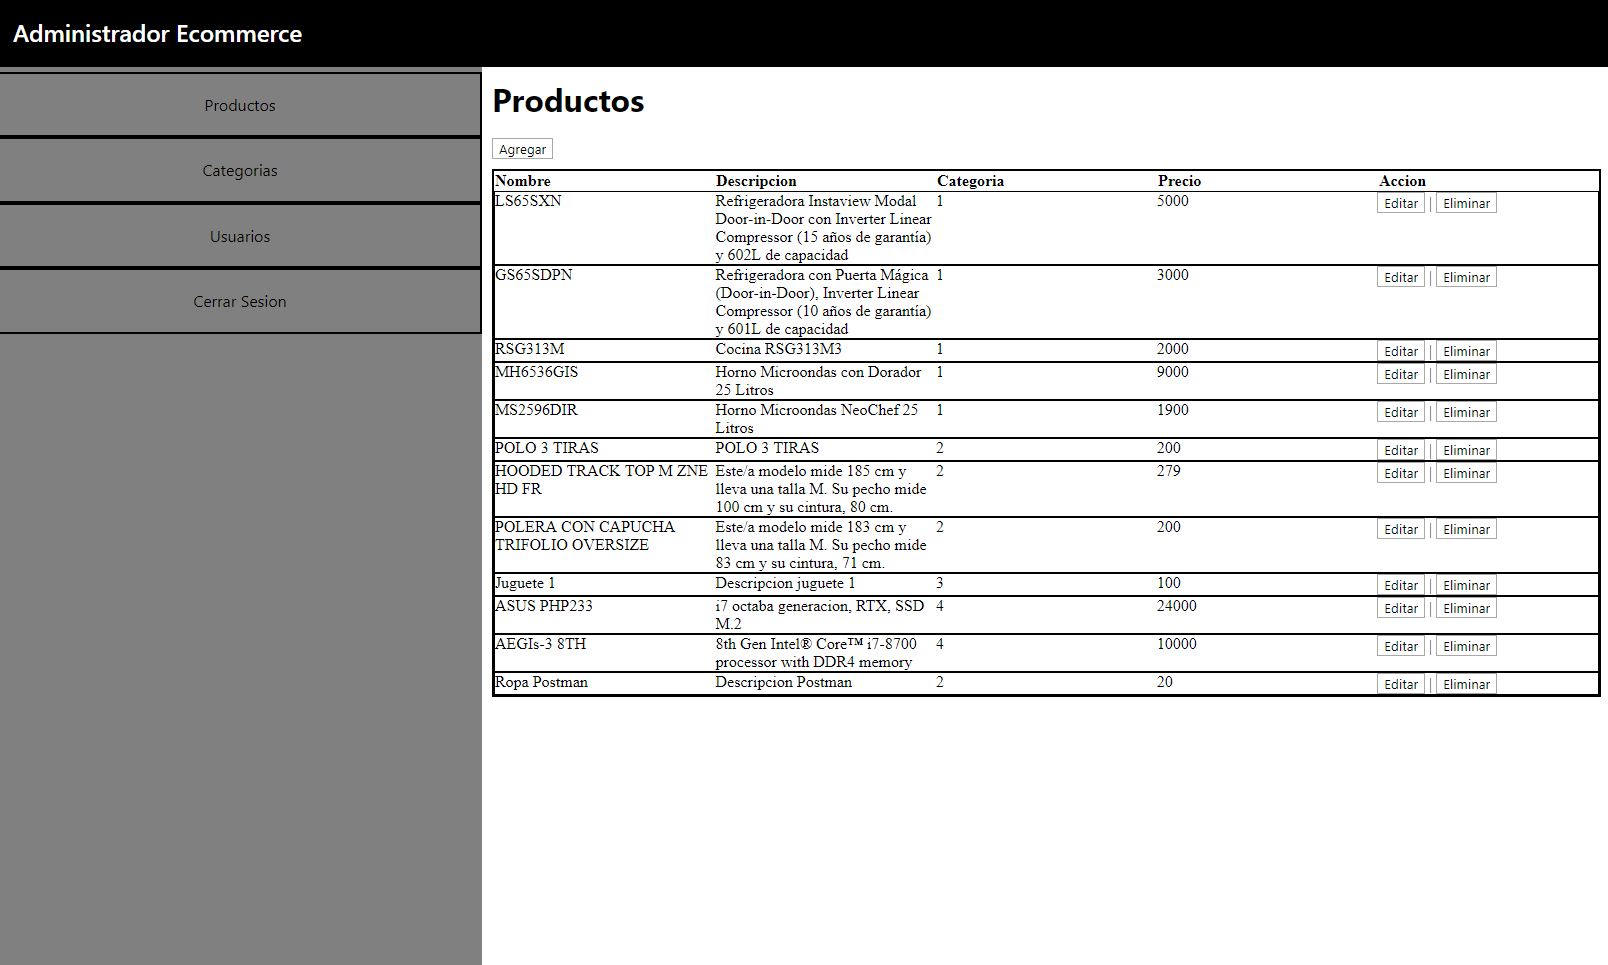 Administrador Ecommerce
Productos
Categorias
Usuarios
Cerrar Sesion
Productos
Agregar
Nombre Descripcion Categoria Precio Accion
LS65SXN Refrigeradora Instaview Modal 1 5000 Editar | Eliminar
Door-in-Door con Inverter Linear
Compressor (15 años de garantía)
y 602L de capacidad
GS65SDPN Refrigeradora con Puerta Mágica 1 3000 Editar | Eliminar
(Door-in-Door), Inverter Linear
Compressor (10 años de garantía)
y 601L de capacidad
RSG313M Cocina RSG313M3 1 2000 Editar | Eliminar
MH6536GIS Horno Microondas con Dorador 1 9000 Editar | Eliminar
25 Litros
MS2596DIR Horno Microondas NeoChef 25 1 1900 Editar | Eliminar
Litros
POLO 3 TIRAS POLO 3 TIRAS 2 200 Editar | Eliminar
HOODED TRACK TOP M ZNE Este/a modelo mide 185 cm y 2 279 Editar | Eliminar
HD FR lleva una talla M. Su pecho mide
100 cm y su cintura, 80 cm.
POLERA CON CAPUCHA Este/a modelo mide 183 cm y 2 200 Editar | Eliminar
TRIFOLIO OVERSIZE lleva una talla M. Su pecho mide
83 cm y su cintura, 71 cm.
Juguete 1 Descripcion juguete 1 3 100 Editar | Eliminar
ASUS PHP233 i7 octaba generacion, RTX, SSD 4 24000 Editar | Eliminar
M.2
AEGIs-3 8TH 8th Gen Intel® Core™ i7-8700 4 10000 Editar | Eliminar
processor with DDR4 memory
Ropa Postman Descripcion Postman 2 20 Editar | Eliminar